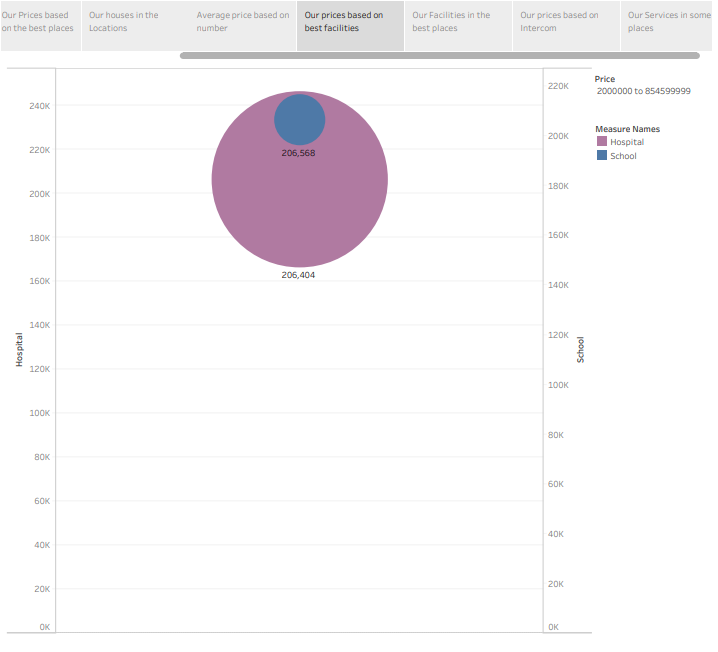 Our Prices based
on the best places
Our houses in the
Locations
Average price based on
number
Our prices based on
best facilities
Our Facilities in the
best places
Our prices based on
Intercom
Our Services in some
places
Price
2000000 to 854599999
Measure Names
Hospital
School
240K
220K
200K
180K
160K
140K
120K
100K
80K
60K
40K
20K
0K
Hospital
206,568
206,404
220K
200K
180K
160K
140K
120K
100K
80K
60K
40K
20K
0K
School